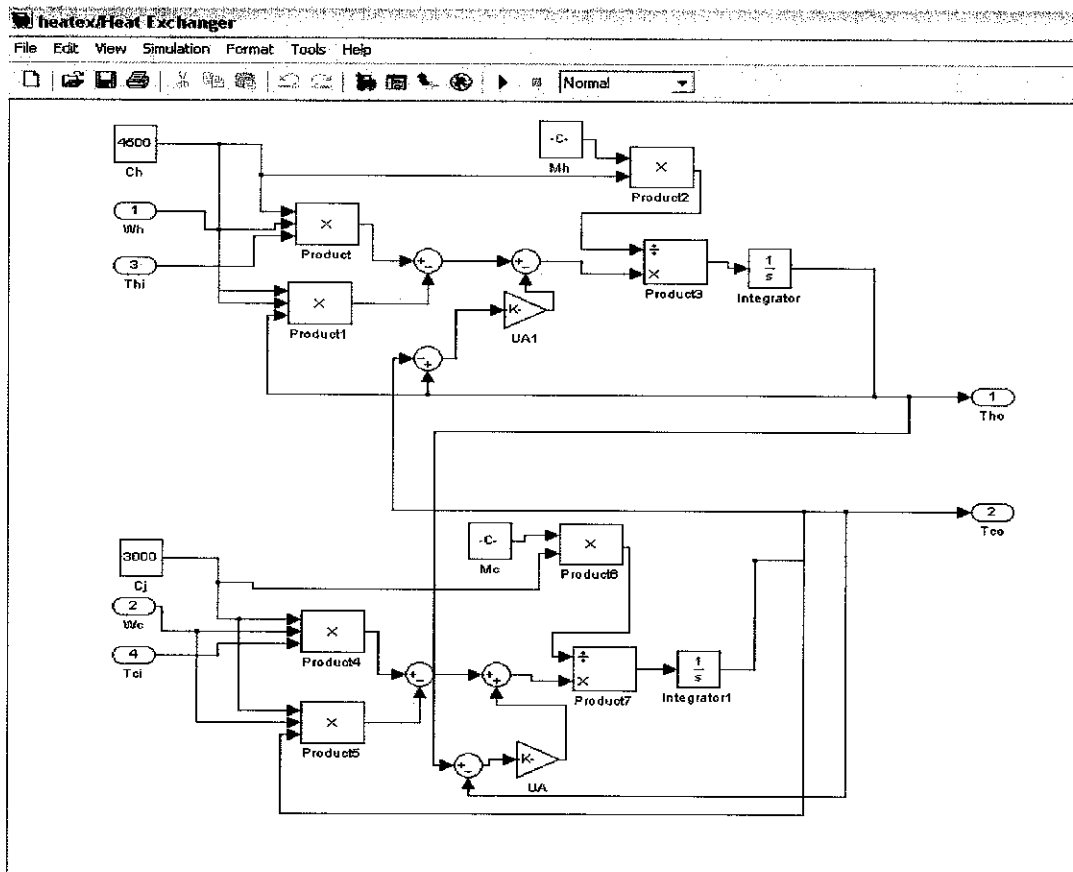 heatex/Heat Exchanger
File Edit View Simulation Format Tools Help
Normal
4500
Ch
1
Wh
3
Thi
×
Product
×
Product1
-C-
Mh
×
Product2
+-
+-
÷
×
Product3
1
s
Integrator
K-
UA1
-+
1
Tho
2
Tco
3000
Cj
2
Wc
4
Tci
×
Product4
×
Product5
-C-
Mc
×
Product6
+-
++
÷
×
Product7
1
s
Integrator1
+-
K-
UA